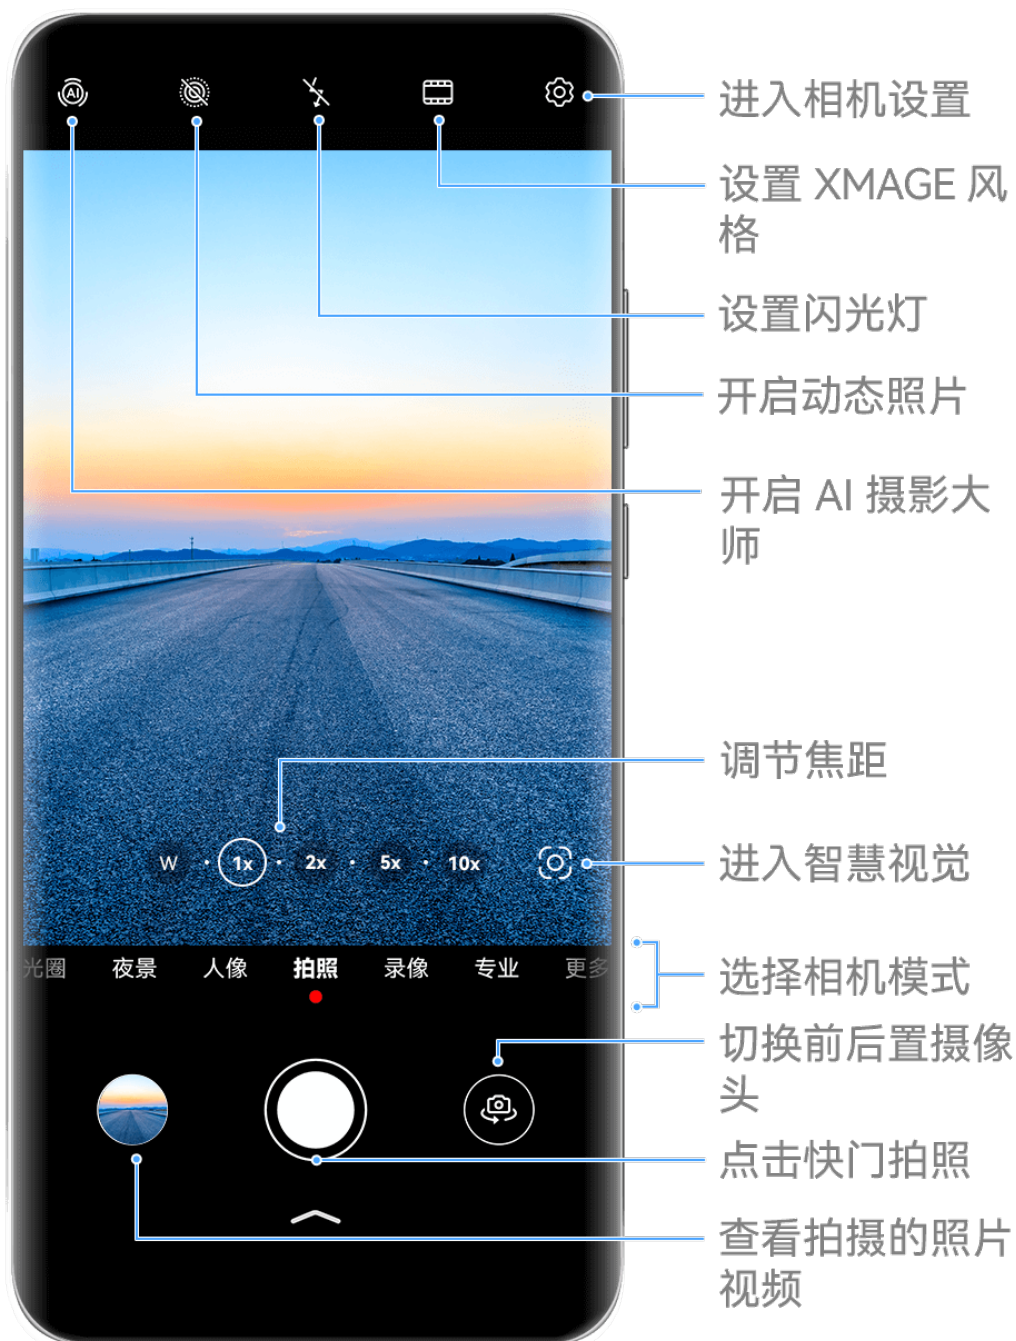 AI
进入相机设置
设置 XMAGE 风
格
设置闪光灯
开启动态照片
开启 AI 摄影大
师
调节焦距
W 1x 2x 5x 10x
进入智慧视觉
光圈 夜景 人像 拍照 录像 专业 更多
选择相机模式
切换前后置摄像
头
点击快门拍照
查看拍摄的照片
视频